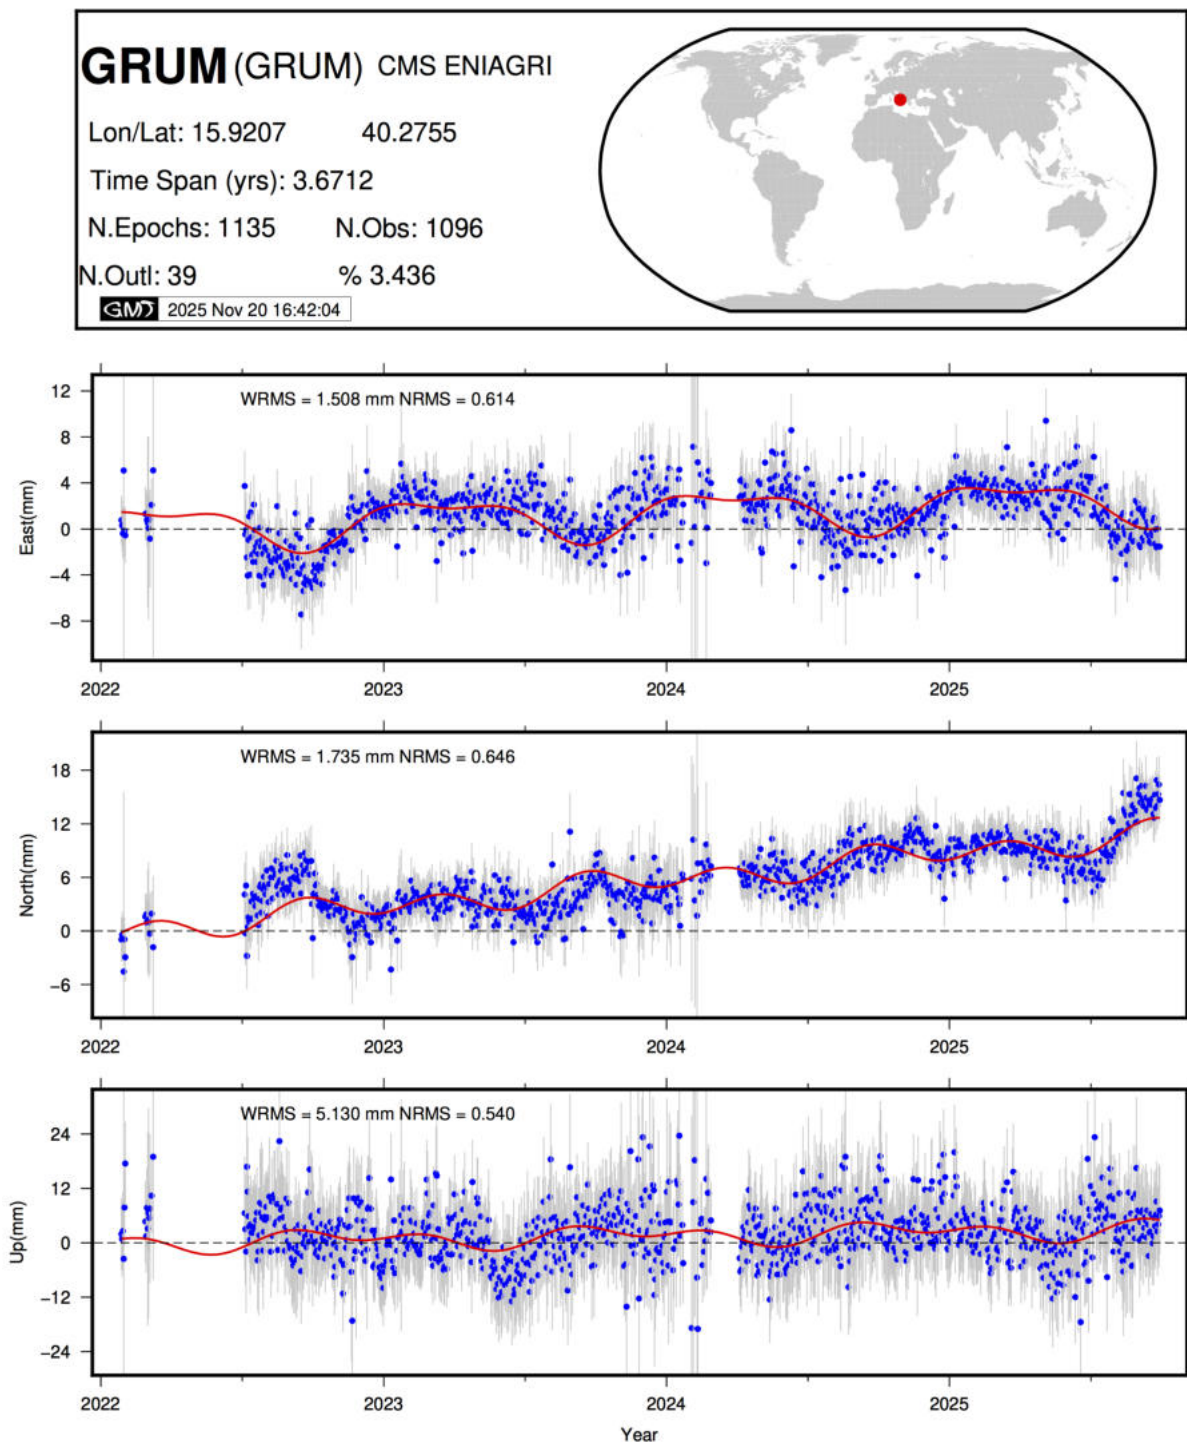 GRUM (GRUM) CMS ENIAGRI
Lon/Lat: 15.9207 40.2755
Time Span (yrs): 3.6712
N.Epochs: 1135 N.Obs: 1096
N.Outl: 39 % 3.436
GMT 2025 Nov 20 16:42:04
WRMS = 1.508 mm NRMS = 0.614
East(mm)
12
8
4
0
−4
−8
2022 2023 2024 2025
WRMS = 1.735 mm NRMS = 0.646
North(mm)
18
12
6
0
−6
2022 2023 2024 2025
WRMS = 5.130 mm NRMS = 0.540
Up(mm)
24
12
0
−12
−24
2022 2023 2024 2025
Year